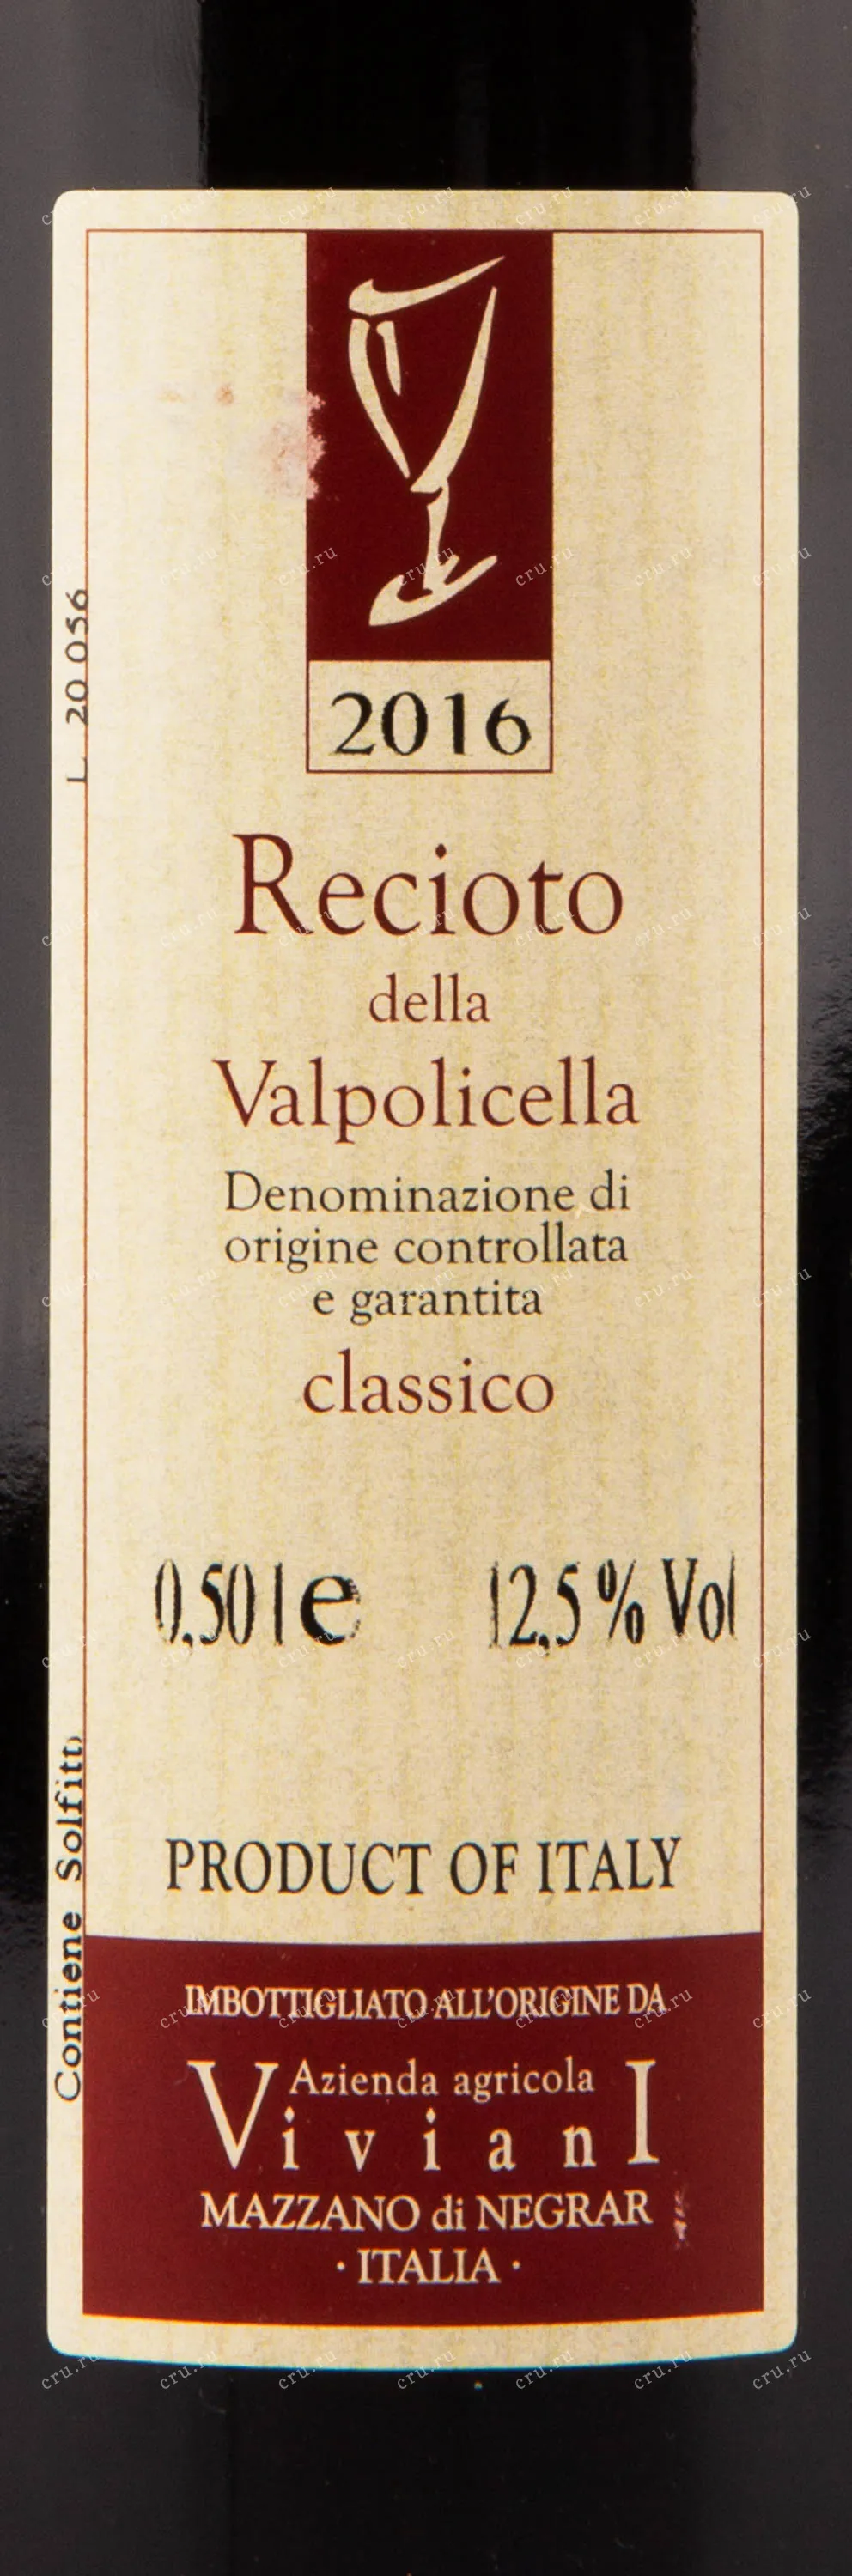 2016
Recioto
della
Valpolicella
Denominazione di
origine controllata
e garantita
classico
0,50 l e 12,5% Vol
PRODUCT OF ITALY
IMBOTTIGLIATO ALL'ORIGINE DA
Azienda agricola
VivianI
MAZZANO di NEGRAR
· ITALIA ·
L 20 056
Contiene Solfiti
cru.ru